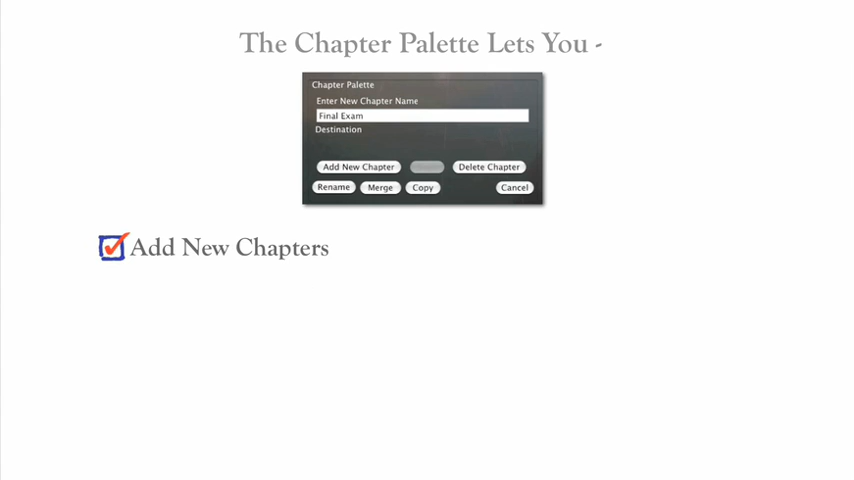 The Chapter Palette Lets You -
Chapter Palette
Enter New Chapter Name
Final Exam
Destination
Add New Chapter Delete Chapter
Rename Merge Copy Cancel
Add New Chapters